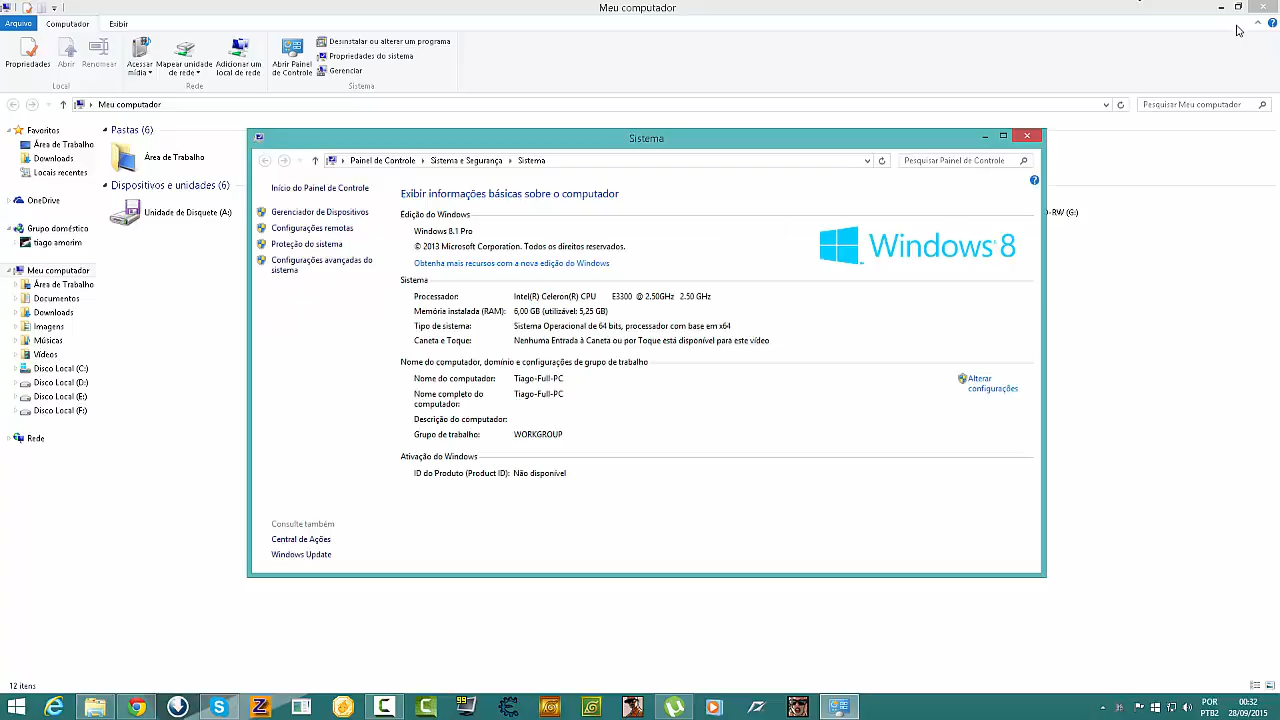 Meu computador
Arquivo Computador Exibir
Propriedades
Abrir
Renomear
Acessar mídia
Mapear unidade de rede
Adicionar um local de rede
Abrir Painel de Controle
Desinstalar ou alterar um programa
Propriedades do sistema
Gerenciar
Local
Rede
Sistema
Meu computador
Pesquisar Meu computador
Favoritos
Área de Trabalho
Downloads
Locais recentes
OneDrive
Grupo doméstico
tiago amorim
Meu computador
Área de Trabalho
Documentos
Downloads
Imagens
Músicas
Vídeos
Disco Local (C:)
Disco Local (D:)
Disco Local (E:)
Disco Local (F:)
Rede
Pastas (6)
Área de Trabalho
Dispositivos e unidades (6)
Unidade de Disquete (A)
-RW (G:)
Sistema
Painel de Controle Sistema e Segurança Sistema
Pesquisar Painel de Controle
Início do Painel de Controle
Gerenciador de Dispositivos
Configurações remotas
Proteção do sistema
Configurações avançadas do
sistema
Consulte também
Central de Ações
Windows Update
Exibir informações básicas sobre o computador
Edição do Windows
Windows 8.1 Pro
© 2013 Microsoft Corporation. Todos os direitos reservados.
Obtenha mais recursos com a nova edição do Windows
Windows 8
Sistema
Processador: Intel(R) Celeron(R) CPU E3300 @ 2.50GHz 2.50 GHz
Memória instalada (RAM): 6,00 GB (utilizável: 5,25 GB)
Tipo de sistema: Sistema Operacional de 64 bits, processador com base em x64
Caneta e Toque: Nenhuma Entrada à Caneta ou por Toque está disponível para este vídeo
Nome do computador, domínio e configurações de grupo de trabalho
Nome do computador: Tiago-Full-PC
Nome completo do
computador: Tiago-Full-PC
Descrição do computador:
Grupo de trabalho: WORKGROUP
Alterar
configurações
Ativação do Windows
ID do Produto (Product ID): Não disponível
12 itens
99
POR
PTB2
00:32
28/09/2015